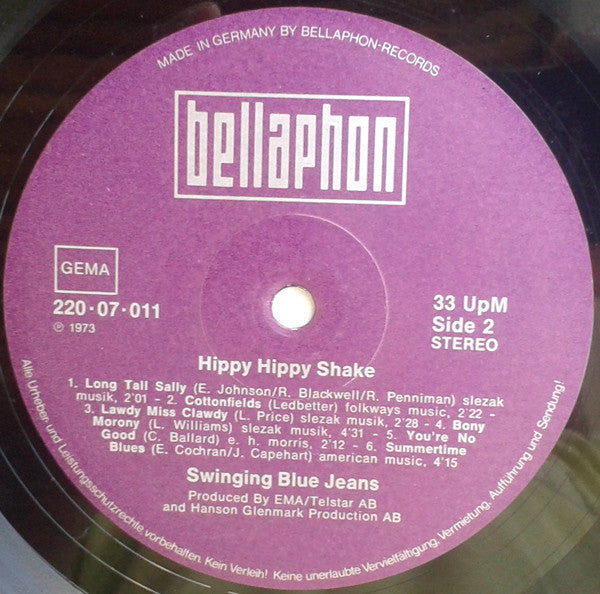 MADE IN GERMANY BY BELLAPHON-RECORDS
bellaphon
GEMA
220·07·011
℗ 1973
33 UpM
Side 2
STEREO
Hippy Hippy Shake
1. Long Tall Sally (E. Johnson/R. Blackwell/R. Penniman) slezak
musik, 2'01 - 2. Cottonfields (Ledbetter) folkways music, 2'22 -
3. Lawdy Miss Clawdy (L. Price) slezak musik, 2'28 - 4. Bony
Morony (L. Williams) slezak musik, 4'31 - 5. You're No
Good (C. Ballard) e. h. morris, 2'12 - 6. Summertime
Blues (E. Cochran/J. Capehart) american music, 4'15
Swinging Blue Jeans
Produced By EMA/Telstar AB
and Hanson Glenmark Production AB
Alle Urheber und Leistungsschutzrechte vorbehalten. Kein Verleih! Keine unerlaubte Vervielfältigung, Vermietung, Aufführung und Sendung!